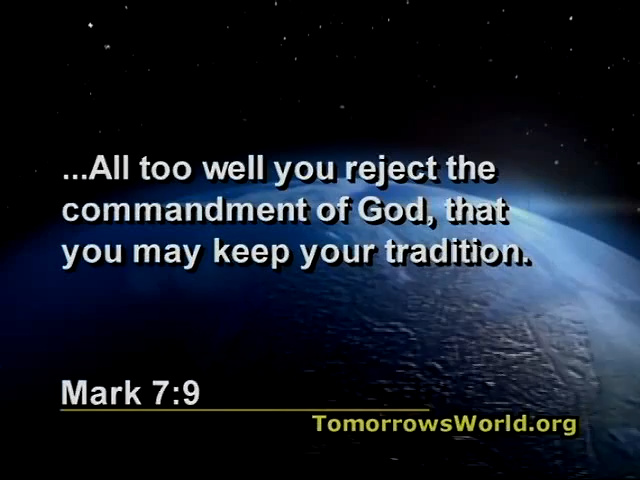 ...All too well you reject the
commandment of God, that
you may keep your tradition.
Mark 7:9
TomorrowsWorld.org